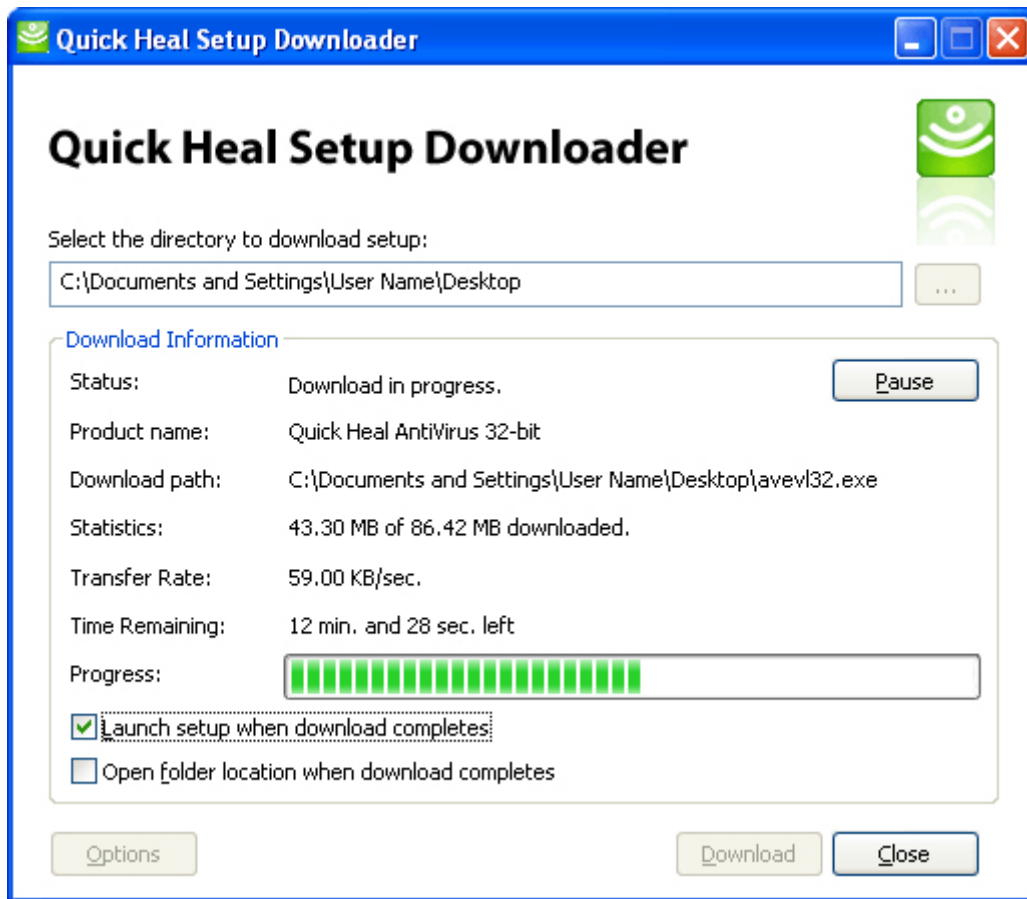 Quick Heal Setup Downloader
Quick Heal Setup Downloader
Select the directory to download setup:
C:\Documents and Settings\User Name\Desktop
...
Download Information
Status: Download in progress. Pause
Product name: Quick Heal AntiVirus 32-bit
Download path: C:\Documents and Settings\User Name\Desktop\avevl32.exe
Statistics: 43.30 MB of 86.42 MB downloaded.
Transfer Rate: 59.00 KB/sec.
Time Remaining: 12 min. and 28 sec. left
Progress:
Launch setup when download completes
Open folder location when download completes
Options Download Close